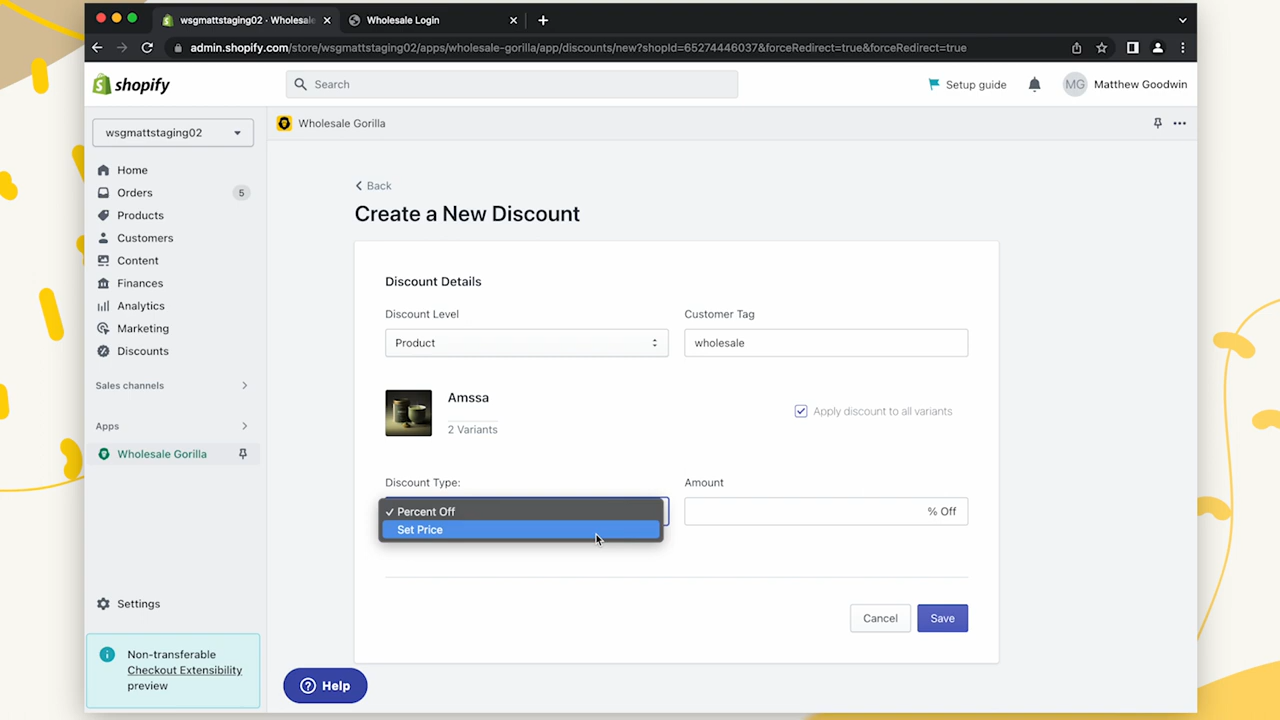 wsgmattstaging02 · Wholesale
Wholesale Login
admin.shopify.com/store/wsgmattstaging02/apps/wholesale-gorilla/app/discounts/new?shopId=65274446037&forceRedirect=true&forceRedirect=true
shopify
Search
Setup guide
MG
Matthew Goodwin
wsgmattstaging02
Wholesale Gorilla
Home
Orders
5
Products
Customers
Content
Finances
Analytics
Marketing
Discounts
Sales channels
Apps
Wholesale Gorilla
Settings
Non-transferable
Checkout Extensibility
preview
Back
Create a New Discount
Discount Details
Discount Level
Customer Tag
Product
wholesale
Amssa
2 Variants
Apply discount to all variants
Discount Type:
Amount
Percent Off
% Off
Set Price
Cancel
Save
Help